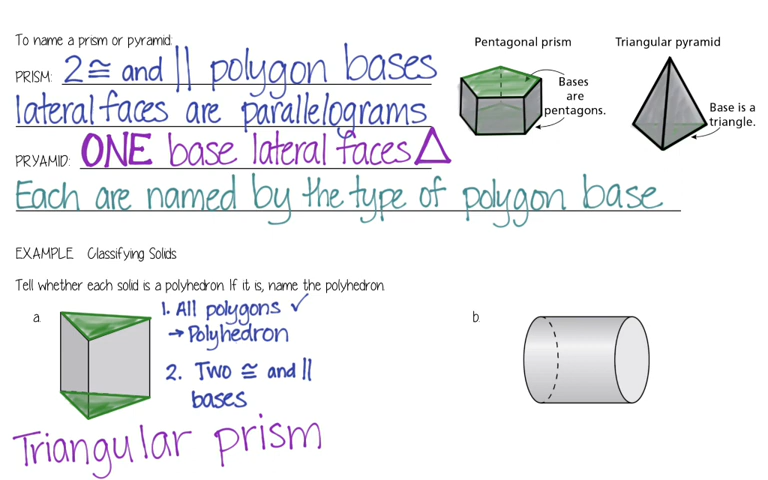 To name a prism or pyramid:
PRISM: 2 ≅ and || polygon bases
lateral faces are parallelograms
PRYAMID: ONE base lateral faces △
Each are named by the type of polygon base
Pentagonal prism
Bases
are
pentagons.
Triangular pyramid
Base is a
triangle.
EXAMPLE Classifying Solids
Tell whether each solid is a polyhedron. If it is, name the polyhedron.
a.
1. All polygons ✓
→ Polyhedron
2. Two ≅ and ||
bases
Triangular prism
b.